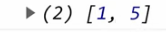 ▶ (2) [1, 5]